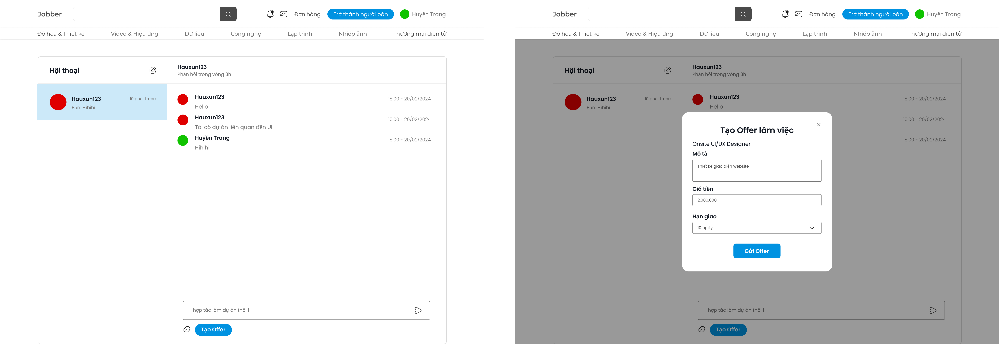 Jobber
Đơn hàng
Trở thành người bán
Huyền Trang
Đồ hoạ & Thiết kế
Video & Hiệu ứng
Dữ liệu
Công nghệ
Lập trình
Nhiếp ảnh
Thương mại diện tử
Hội thoại
Hauxun123
Phản hồi trong vòng 3h
Hauxun123
10 phút trước
Bạn: Hihihi
Hauxun123
15:00 - 20/02/2024
Hello
Hauxun123
15:00 - 20/02/2024
Tôi có dự án liên quan đến UI
Huyền Trang
15:00 - 20/02/2024
Hihihi
hợp tác làm dự án thôi |
Tạo Offer
Jobber
Đơn hàng
Trở thành người bán
Huyền Trang
Đồ hoạ & Thiết kế
Video & Hiệu ứng
Dữ liệu
Công nghệ
Lập trình
Nhiếp ảnh
Thương mại diện tử
Hội thoại
Hauxun123
Phản hồi trong vòng 3h
Hauxun123
10 phút trước
Bạn: Hihihi
Hauxun123
15:00 - 20/02/2024
Hello
15:00 - 20/02/2024
15:00 - 20/02/2024
Tạo Offer làm việc
Onsite UI/UX Designer
Mô tả
Thiết kế giao diện website
Giá tiền
2.000.000
Hạn giao
10 ngày
Gửi Offer
hợp tác làm dự án thôi |
Tạo Offer